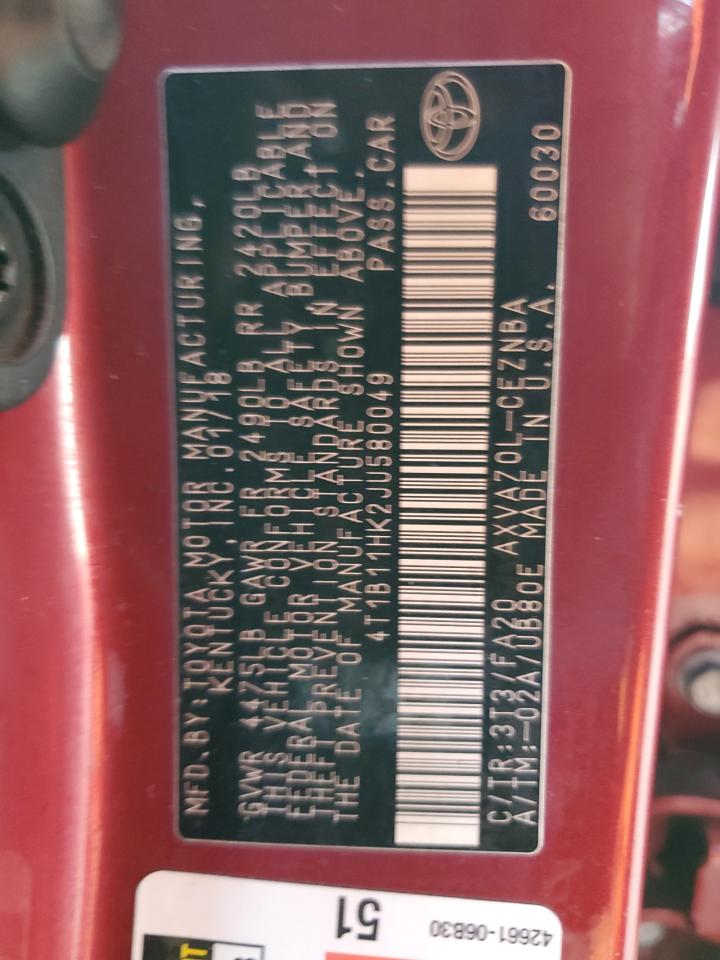 MFD.BY:TOYOTA MOTOR MANUFACTURING,
KENTUCKY, INC.01/18
GVWR 4475LB GAWR FR 2490LB RR 2420LB
THIS VEHICLE CONFORMS TO ALL APPLICABLE
FEDERAL MOTOR VEHICLE SAFETY, BUMPER, AND
THEFT PREVENTION STANDARDS IN EFFECT ON
THE DATE OF MANUFACTURE SHOWN ABOVE.
4T1B11HK2JU580049 PASS.CAR
C/TR:3T3/FA20 AXVA70L-CEZNBA
A/TM:-02A/UB80E MADE IN U.S.A. 60030
51
42661-06B30